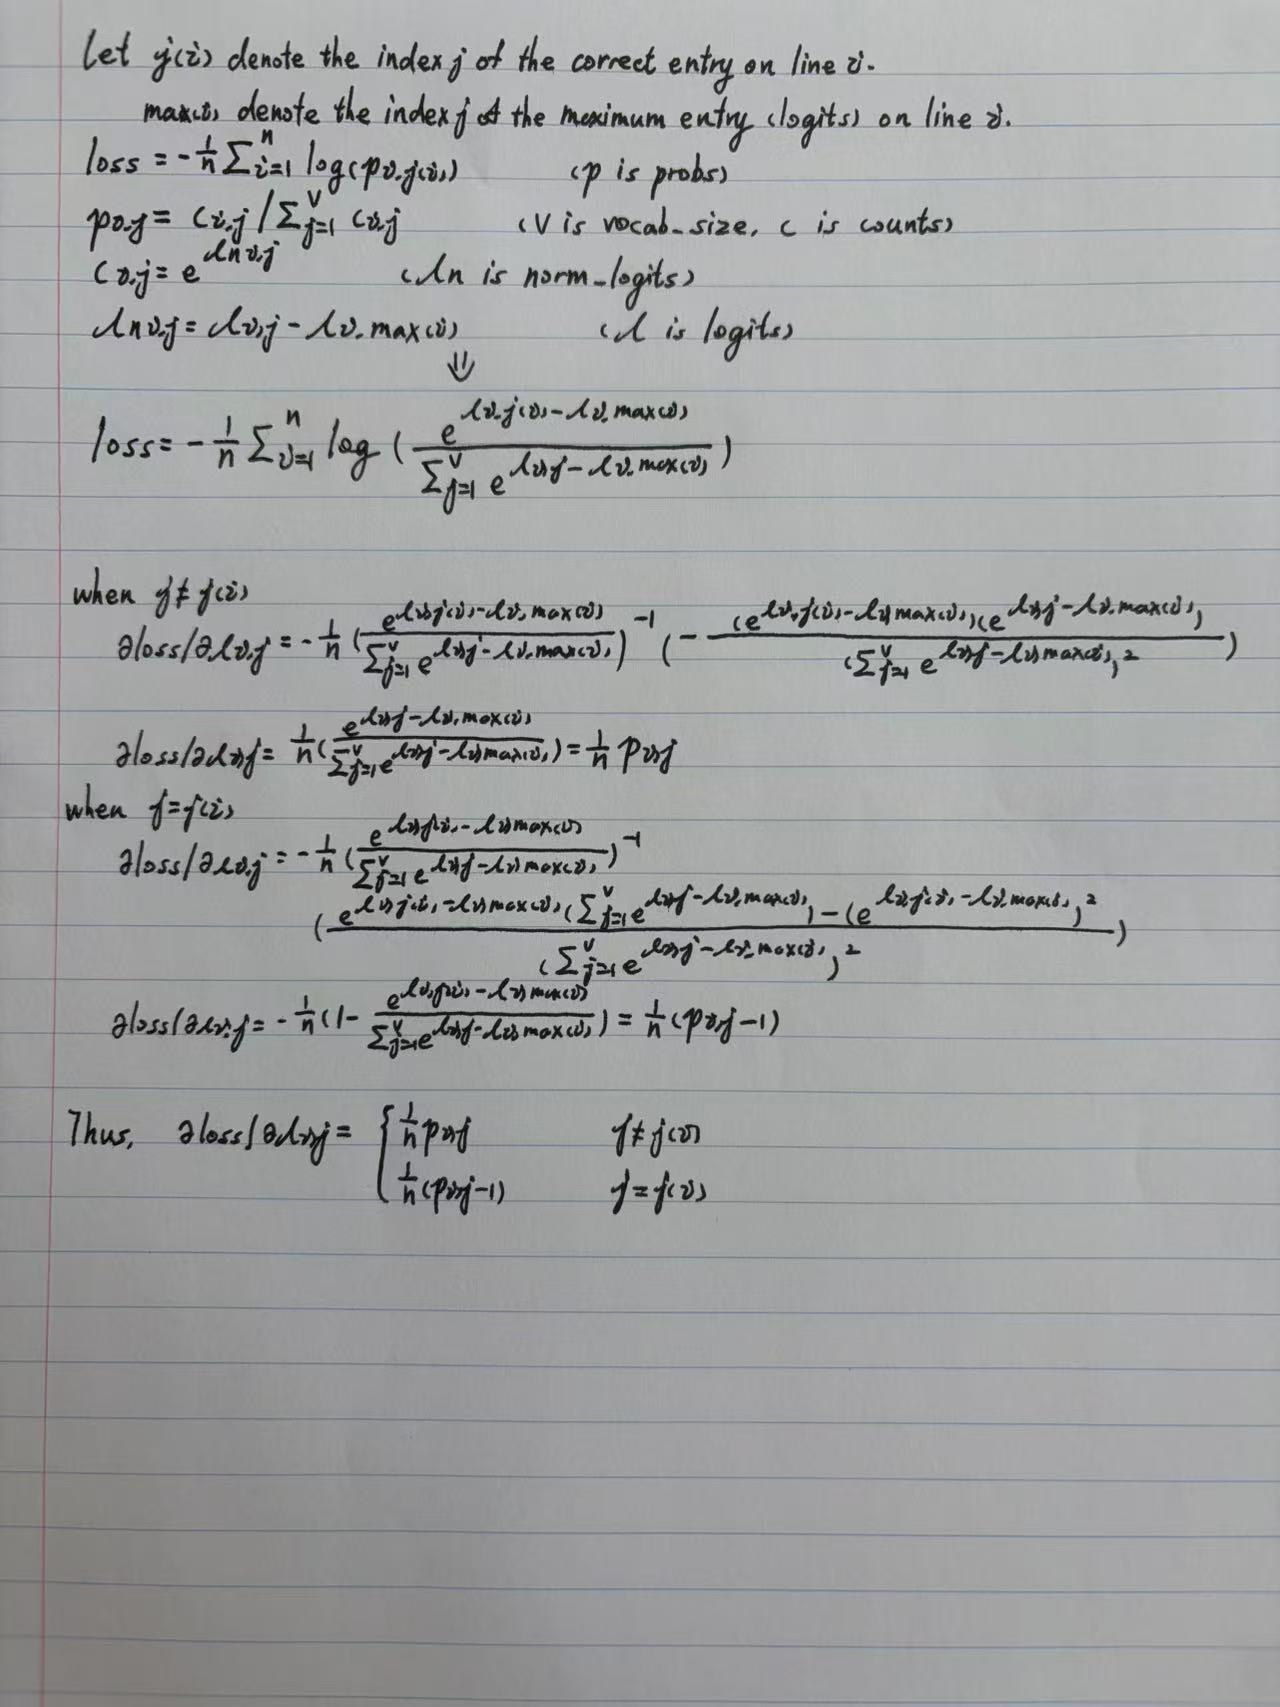 Let j(i) denote the index j of the correct entry on line i.
max(i) denote the index j of the maximum entry (logits) on line i.
loss = -1/n Σ_{i=1}^{n} log(p_{i,j(i)}) (p is probs)
p_{i,j} = c_{i,j} / Σ_{j=1}^{V} c_{i,j} (V is vocab_size, c is counts)
c_{i,j} = e^{ln_{i,j}} (ln is norm_logits)
ln_{i,j} = l_{i,j} - l_{i,max(i)} (l is logits)
⇓
loss = -1/n Σ_{i=1}^{n} log( e^{l_{i,j(i)} - l_{i,max(i)}} / Σ_{j=1}^{V} e^{l_{i,j} - l_{i,max(i)}} )
when j ≠ j(i)
∂loss/∂l_{i,j} = -1/n ( e^{l_{i,j(i)} - l_{i,max(i)}} / Σ_{j=1}^{V} e^{l_{i,j} - l_{i,max(i)}} )^{-1} ( - (e^{l_{i,j(i)} - l_{i,max(i)}})(e^{l_{i,j} - l_{i,max(i)}}) / (Σ_{j=1}^{V} e^{l_{i,j} - l_{i,max(i)}})^2 )
∂loss/∂l_{i,j} = 1/n ( e^{l_{i,j} - l_{i,max(i)}} / Σ_{j=1}^{V} e^{l_{i,j} - l_{i,max(i)}} ) = 1/n p_{i,j}
when j = j(i)
∂loss/∂l_{i,j} = -1/n ( e^{l_{i,j(i)} - l_{i,max(i)}} / Σ_{j=1}^{V} e^{l_{i,j} - l_{i,max(i)}} )^{-1}
( e^{l_{i,j(i)} - l_{i,max(i)}} (Σ_{j=1}^{V} e^{l_{i,j} - l_{i,max(i)}}) - (e^{l_{i,j(i)} - l_{i,max(i)}})^2 / (Σ_{j=1}^{V} e^{l_{i,j} - l_{i,max(i)}})^2 )
∂loss/∂l_{i,j} = -1/n (1 - e^{l_{i,j(i)} - l_{i,max(i)}} / Σ_{j=1}^{V} e^{l_{i,j} - l_{i,max(i)}} ) = 1/n (p_{i,j} - 1)
Thus, ∂loss/∂l_{i,j} = { 1/n p_{i,j} j ≠ j(i)
1/n (p_{i,j} - 1) j = j(i)